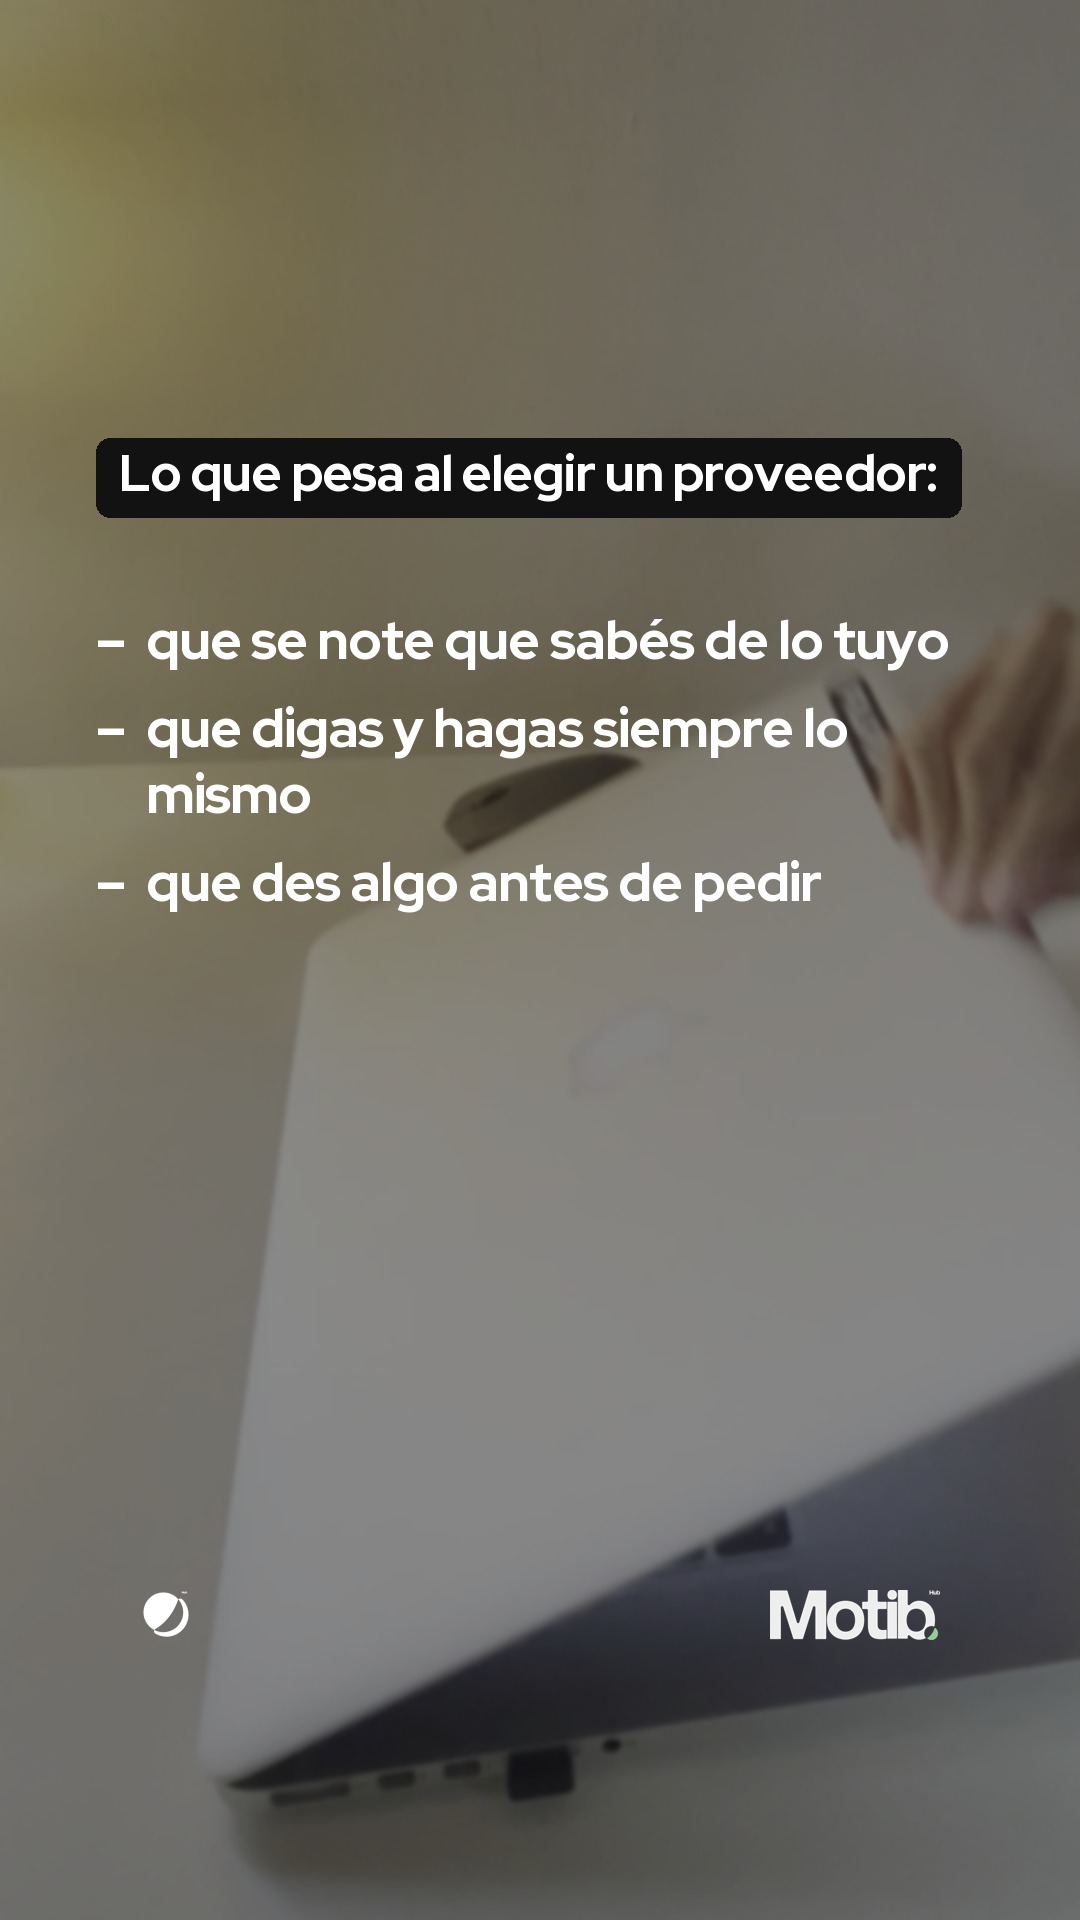 Lo que pesa al elegir un proveedor:
– que se note que sabés de lo tuyo
– que digas y hagas siempre lo
mismo
– que des algo antes de pedir
Motib
Hub